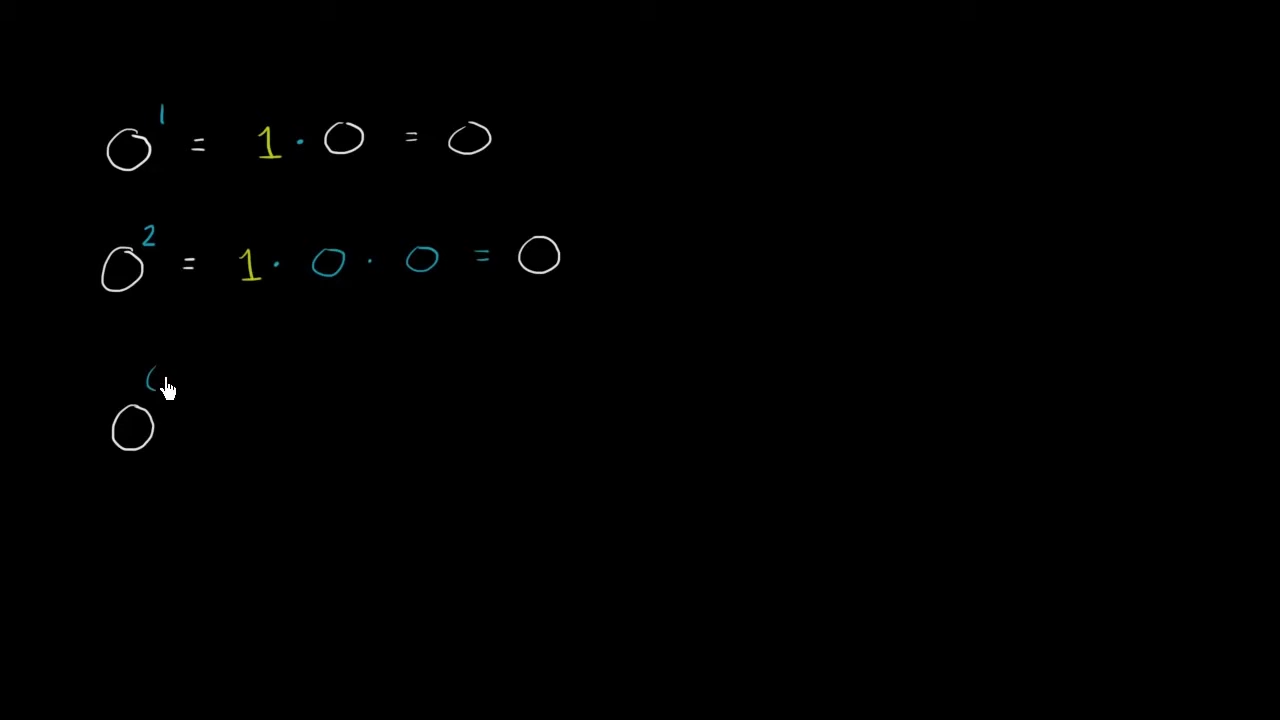 0¹ = 1 · 0 = 0
0² = 1 · 0 · 0 = 0
0